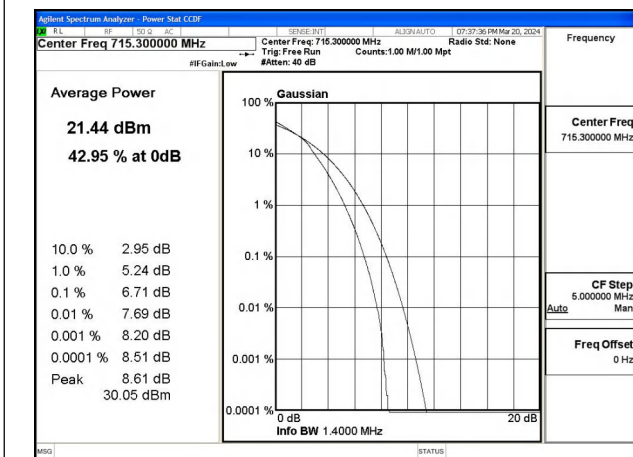 Agilent Spectrum Analyzer - Power Stat CCDF
RL RF 50 Ω AC SENSE:INT ALIGN AUTO 07:37:36 PM Mar 20, 2024
Center Freq 715.300000 MHz
Center Freq: 715.300000 MHz Radio Std: None
Trig: Free Run Counts:1.00 M/1.00 Mpt
#IFGain:Low #Atten: 40 dB
Frequency
Average Power
21.44 dBm
42.95 % at 0dB
10.0 % 2.95 dB
1.0 % 5.24 dB
0.1 % 6.71 dB
0.01 % 7.69 dB
0.001 % 8.20 dB
0.0001 % 8.51 dB
Peak 8.61 dB
30.05 dBm
Gaussian
100 %
10 %
1 %
0.1 %
0.01 %
0.001 %
0.0001 %
0 dB 20 dB
Info BW 1.4000 MHz
Center Freq
715.300000 MHz
CF Step
5.000000 MHz
Auto Man
Freq Offset
0 Hz
MSG STATUS